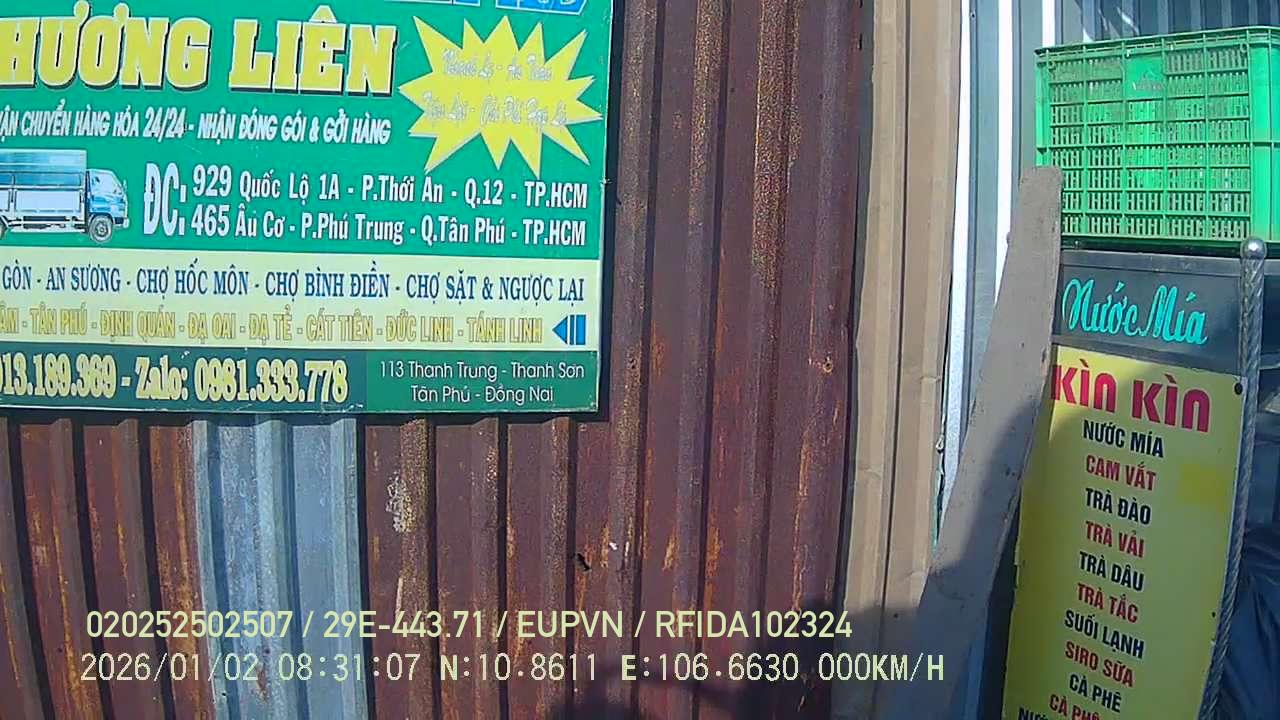 HƯƠNG LIÊN
VẬN CHUYỂN HÀNG HÓA 24/24 - NHẬN ĐÓNG GÓI & GỞI HÀNG
ĐC: 929 Quốc Lộ 1A - P.Thới An - Q.12 - TP.HCM
465 Âu Cơ - P.Phú Trung - Q.Tân Phú - TP.HCM
GÒN - AN SƯƠNG - CHỢ HỐC MÔN - CHỢ BÌNH ĐIỀN - CHỢ SẶT & NGƯỢC LẠI
TÂN PHÚ - ĐỊNH QUÁN - ĐẠ OAI - ĐẠ TẺ - CÁT TIÊN - ĐỨC LINH - TÁNH LINH
013.189.369 - Zalo: 0981.333.778
113 Thanh Trung - Thanh Sơn
Tân Phú - Đồng Nai
Nước Mía
KÌN KÌN
NƯỚC MÍA
CAM VẮT
TRÀ ĐÀO
TRÀ VẢI
TRÀ DÂU
TRÀ TẮC
SUỐI LẠNH
SIRO SỮA
CÀ PHÊ
020252502507 / 29E-443.71 / EUPVN / RFIDA102324
2026/01/02 08:31:07 N:10.8611 E:106.6630 000KM/H